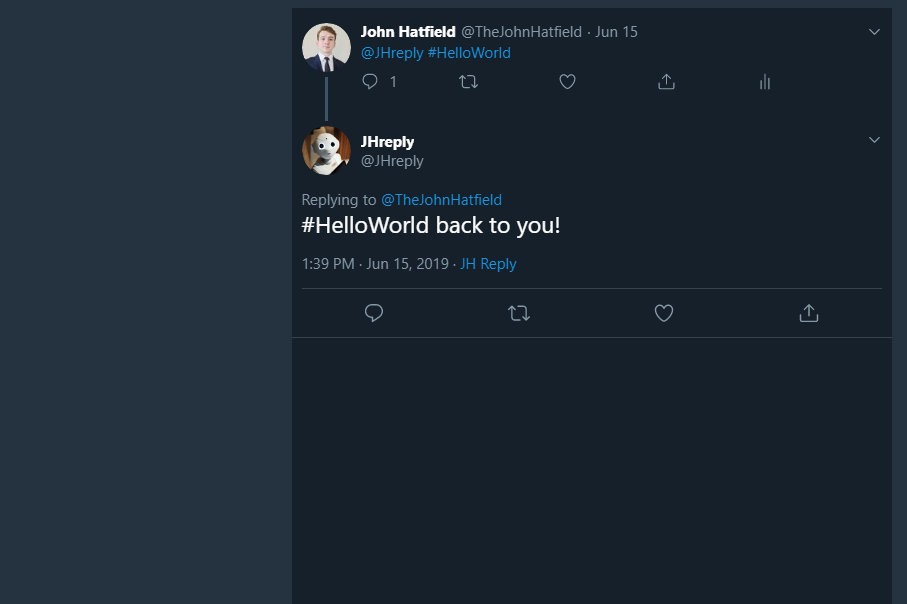 John Hatfield @TheJohnHatfield · Jun 15
@JHreply #HelloWorld
1
JHreply
@JHreply
Replying to @TheJohnHatfield
#HelloWorld back to you!
1:39 PM · Jun 15, 2019 · JH Reply